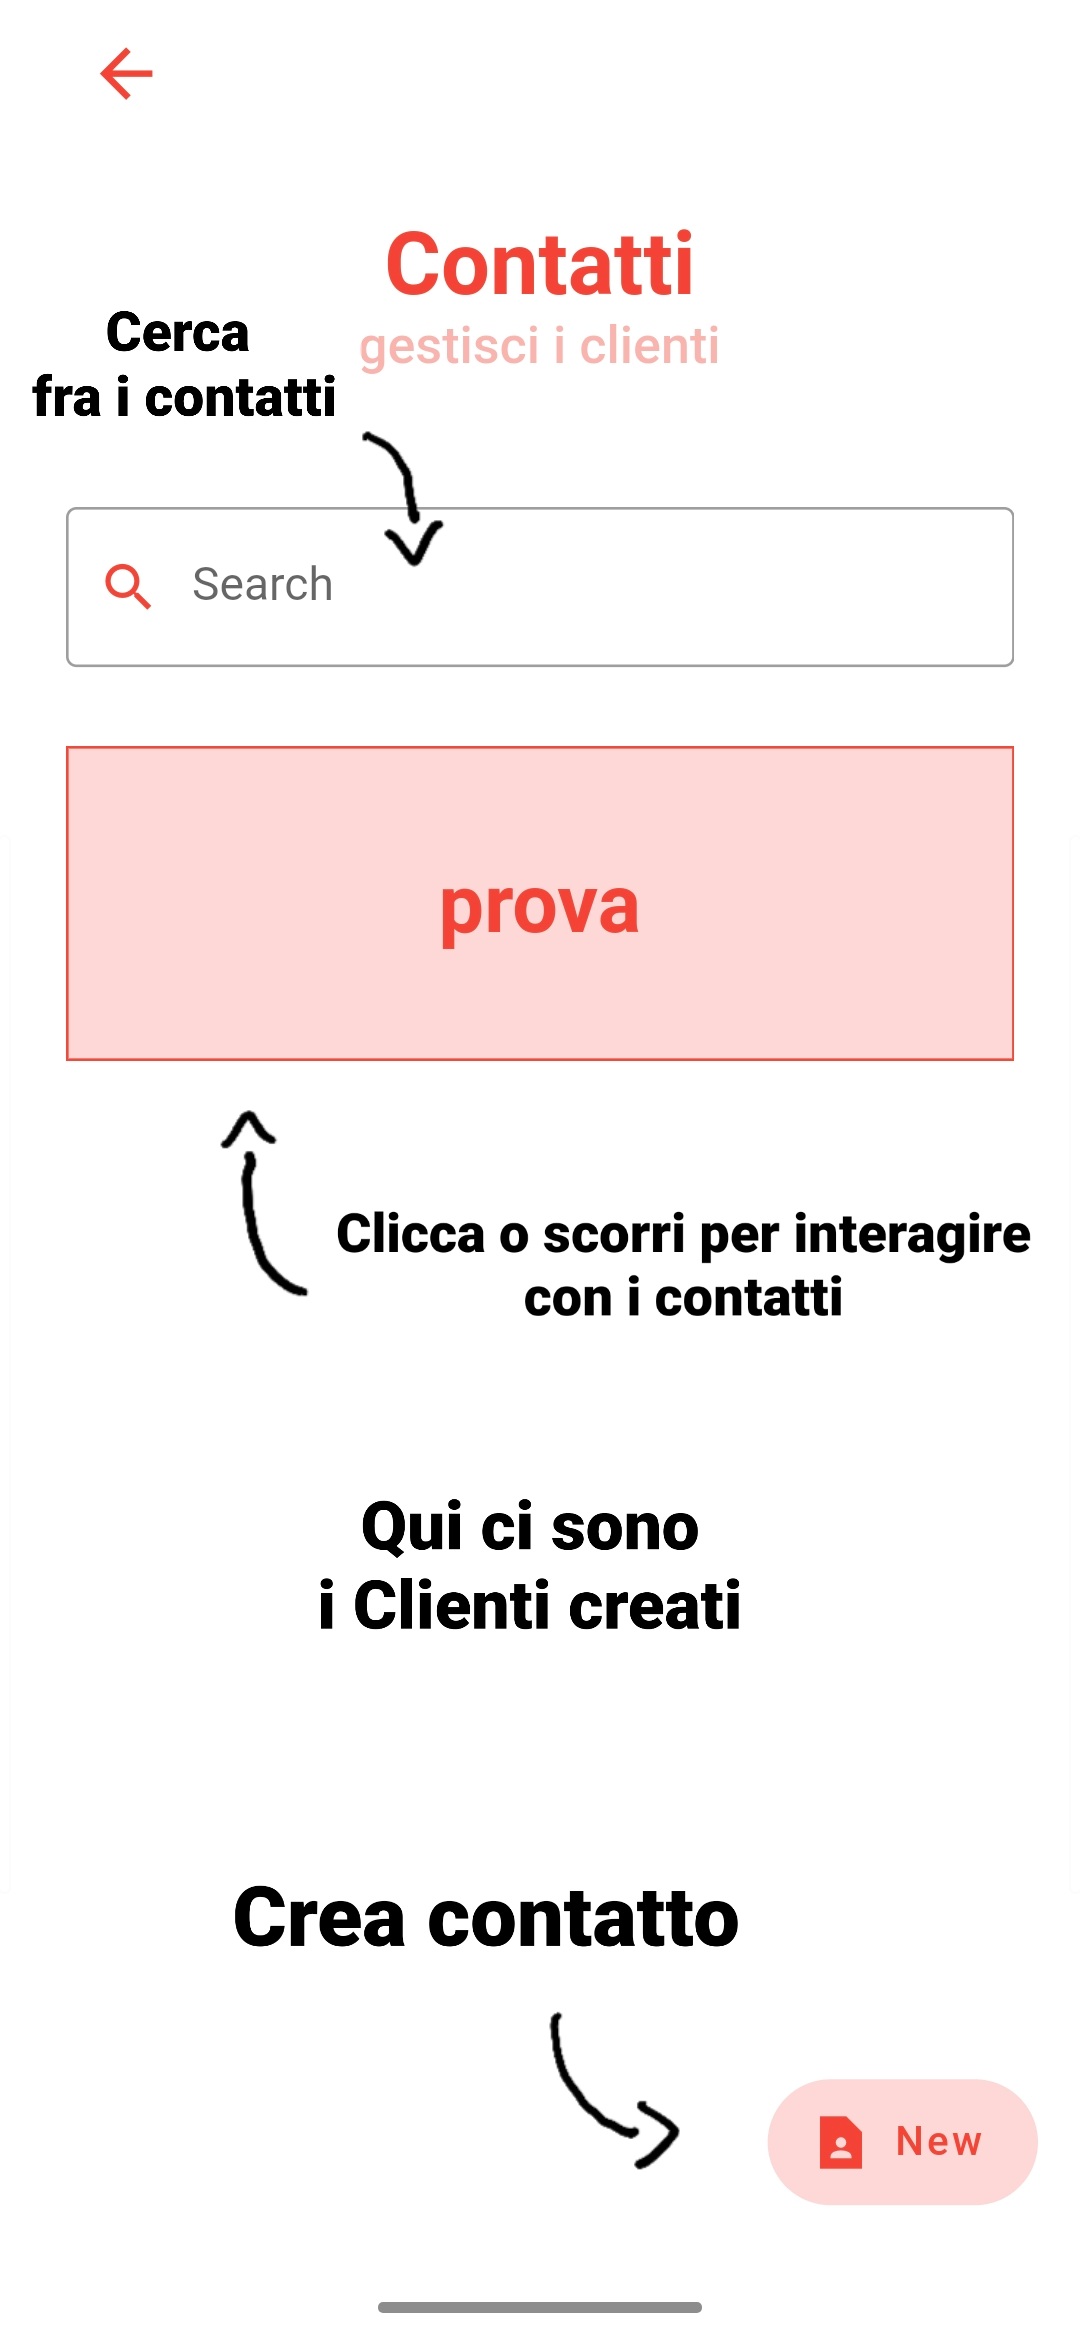 Contatti
gestisci i clienti
Cerca
fra i contatti
Search
prova
Clicca o scorri per interagire
con i contatti
Qui ci sono
i Clienti creati
Crea contatto
New